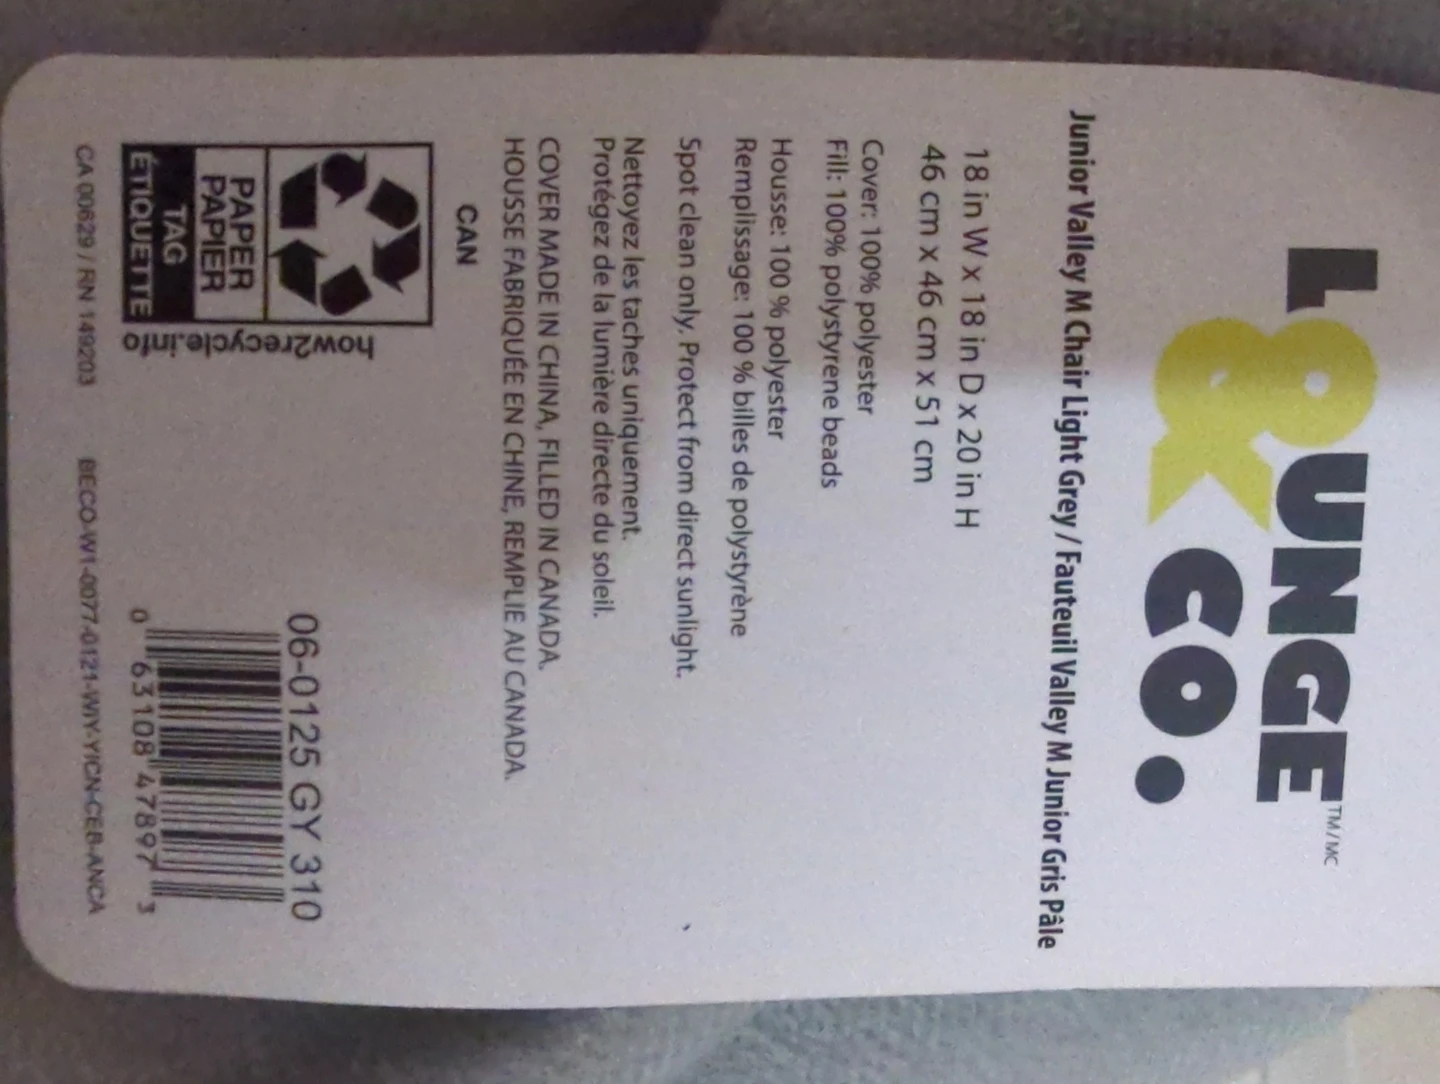 LOUNGE TM/MC
& CO.
Junior Valley M Chair Light Grey / Fauteuil Valley M Junior Gris Pâle
18 in W x 18 in D x 20 in H
46 cm x 46 cm x 51 cm
Cover: 100% polyester
Fill: 100% polystyrene beads
Housse: 100 % polyester
Remplissage: 100 % billes de polystyrène
Spot clean only. Protect from direct sunlight.
Nettoyez les taches uniquement.
Protégez de la lumière directe du soleil.
COVER MADE IN CHINA, FILLED IN CANADA.
HOUSSE FABRIQUÉE EN CHINE, REMPLIE AU CANADA.
CAN
PAPER
PAPIER
TAG
ÉTIQUETTE
how2recycle.info
06-0125 GY 310
0 63108 47897 3
CA 00629 / RN 149203 BECO-W1-0077-0121-WIY-YICN-CEB-ANCA